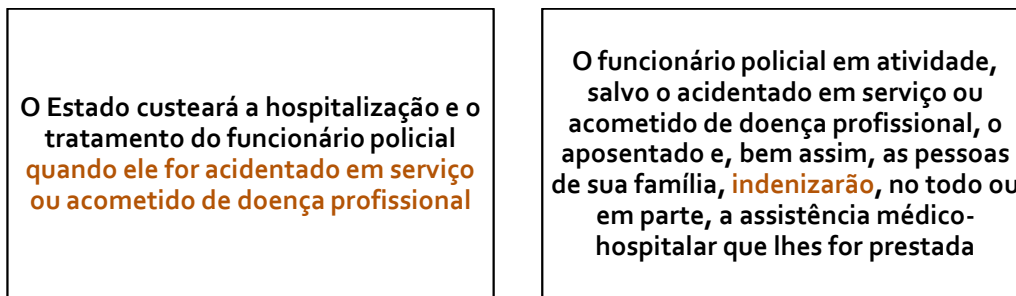 O Estado custeará a hospitalização e o
tratamento do funcionário policial
quando ele for acidentado em serviço
ou acometido de doença profissional
O funcionário policial em atividade,
salvo o acidentado em serviço ou
acometido de doença profissional, o
aposentado e, bem assim, as pessoas
de sua família, indenizarão, no todo ou
em parte, a assistência médico-
hospitalar que lhes for prestada